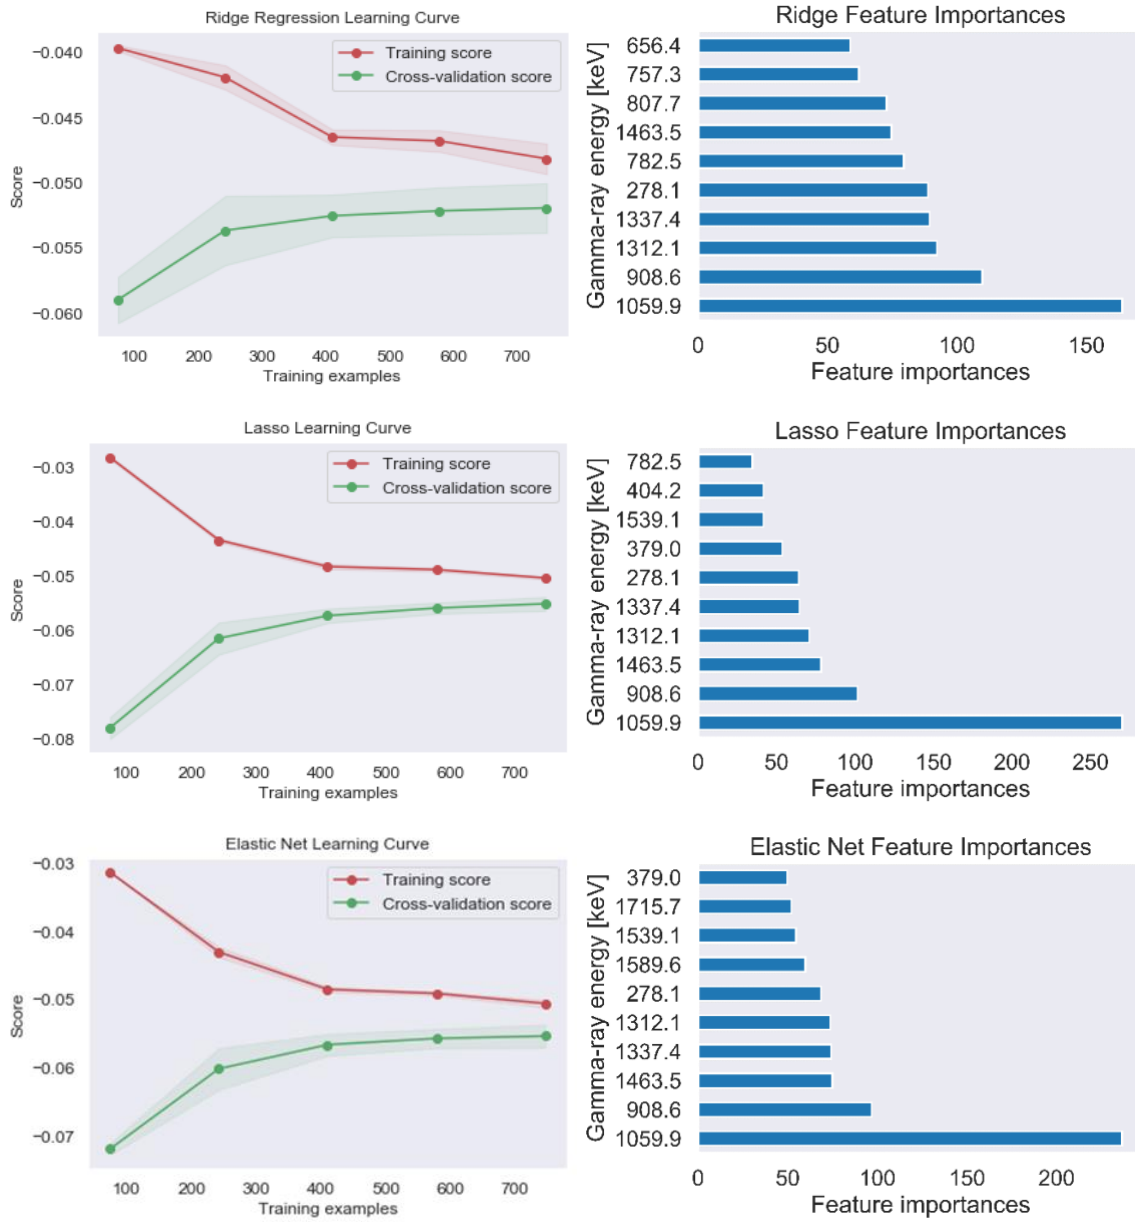 Ridge Regression Learning Curve
Training score
Cross-validation score
−0.040
−0.045
−0.050
−0.055
−0.060
Score
100 200 300 400 500 600 700
Training examples
Ridge Feature Importances
Gamma-ray energy [keV]
656.4
757.3
807.7
1463.5
782.5
278.1
1337.4
1312.1
908.6
1059.9
0 50 100 150
Feature importances
Lasso Learning Curve
Training score
Cross-validation score
−0.03
−0.04
−0.05
−0.06
−0.07
−0.08
Score
100 200 300 400 500 600 700
Training examples
Lasso Feature Importances
Gamma-ray energy [keV]
782.5
404.2
1539.1
379.0
278.1
1337.4
1312.1
1463.5
908.6
1059.9
0 50 100 150 200 250
Feature importances
Elastic Net Learning Curve
Training score
Cross-validation score
−0.03
−0.04
−0.05
−0.06
−0.07
Score
100 200 300 400 500 600 700
Training examples
Elastic Net Feature Importances
Gamma-ray energy [keV]
379.0
1715.7
1539.1
1589.6
278.1
1312.1
1337.4
1463.5
908.6
1059.9
0 50 100 150 200
Feature importances